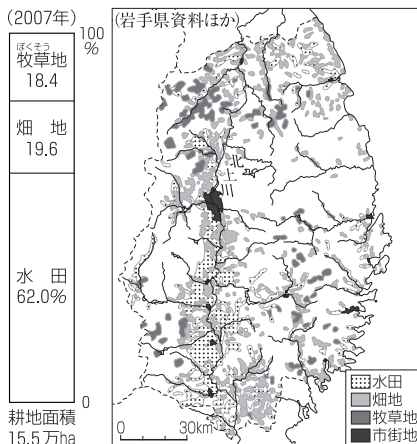 (2007年)
100
%
ぼくそう
牧草地
18.4
畑地
19.6
水田
62.0%
0
耕地面積
15.5万ha
(岩手県資料ほか)
北上川
0 30km
水田
畑地
牧草地
市街地